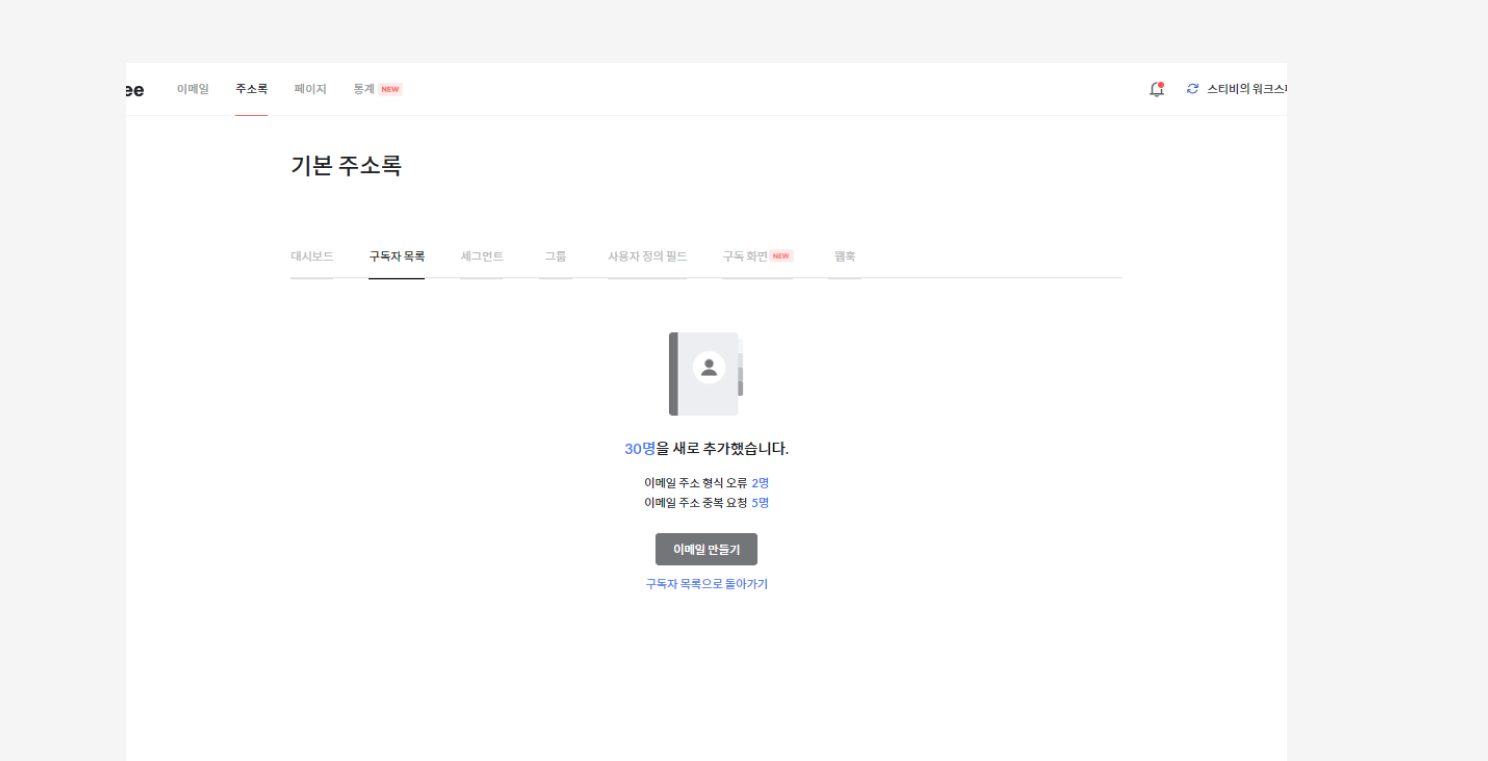 ee 이메일 주소록 페이지 통계 NEW 스티비의 워크스
기본 주소록
대시보드 구독자 목록 세그먼트 그룹 사용자 정의 필드 구독 화면 NEW 웹훅
30명을 새로 추가했습니다.
이메일 주소 형식 오류 2명
이메일 주소 중복 요청 5명
이메일 만들기
구독자 목록으로 돌아가기